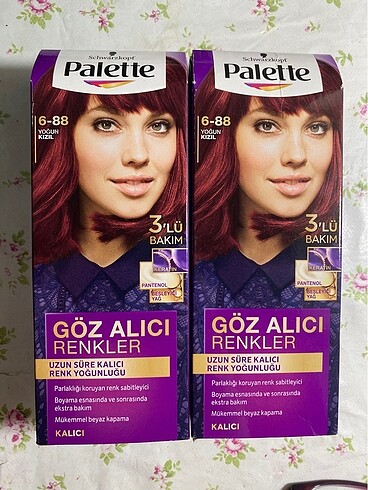 Schwarzkopf
Palette
6-88
YOĞUN
KIZIL
3'LÜ
BAKIM
KERATIN
PANTENOL
BESLEYİCİ
YAĞ
GÖZ ALICI
RENKLER
UZUN SÜRE KALICI
RENK YOĞUNLUĞU
Parlaklığı koruyan renk sabitleyici
Boyama esnasında ve sonrasında
ekstra bakım
Mükemmel beyaz kapama
KALICI
Schwarzkopf
Palette
6-88
YOĞUN
KIZIL
3'LÜ
BAKIM
KERATIN
PANTENOL
BESLEYİCİ
YAĞ
GÖZ ALICI
RENKLER
UZUN SÜRE KALICI
RENK YOĞUNLUĞU
Parlaklığı koruyan renk sabitleyici
Boyama esnasında ve sonrasında
ekstra bakım
Mükemmel beyaz kapama
KALICI